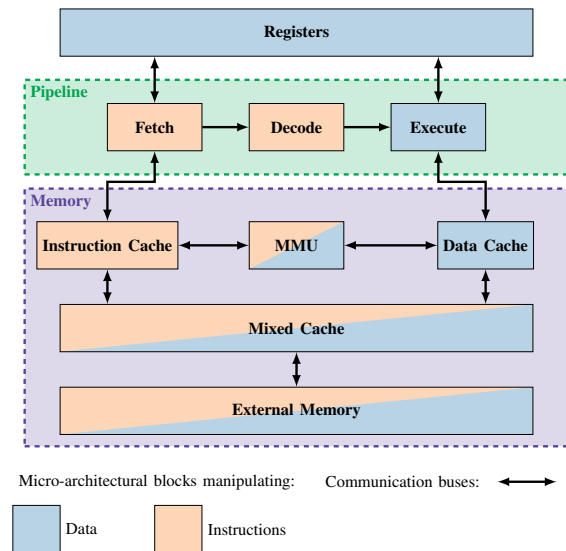 Registers
Pipeline
Fetch
Decode
Execute
Memory
Instruction Cache
MMU
Data Cache
Mixed Cache
External Memory
Micro-architectural blocks manipulating:
Communication buses:
Data
Instructions